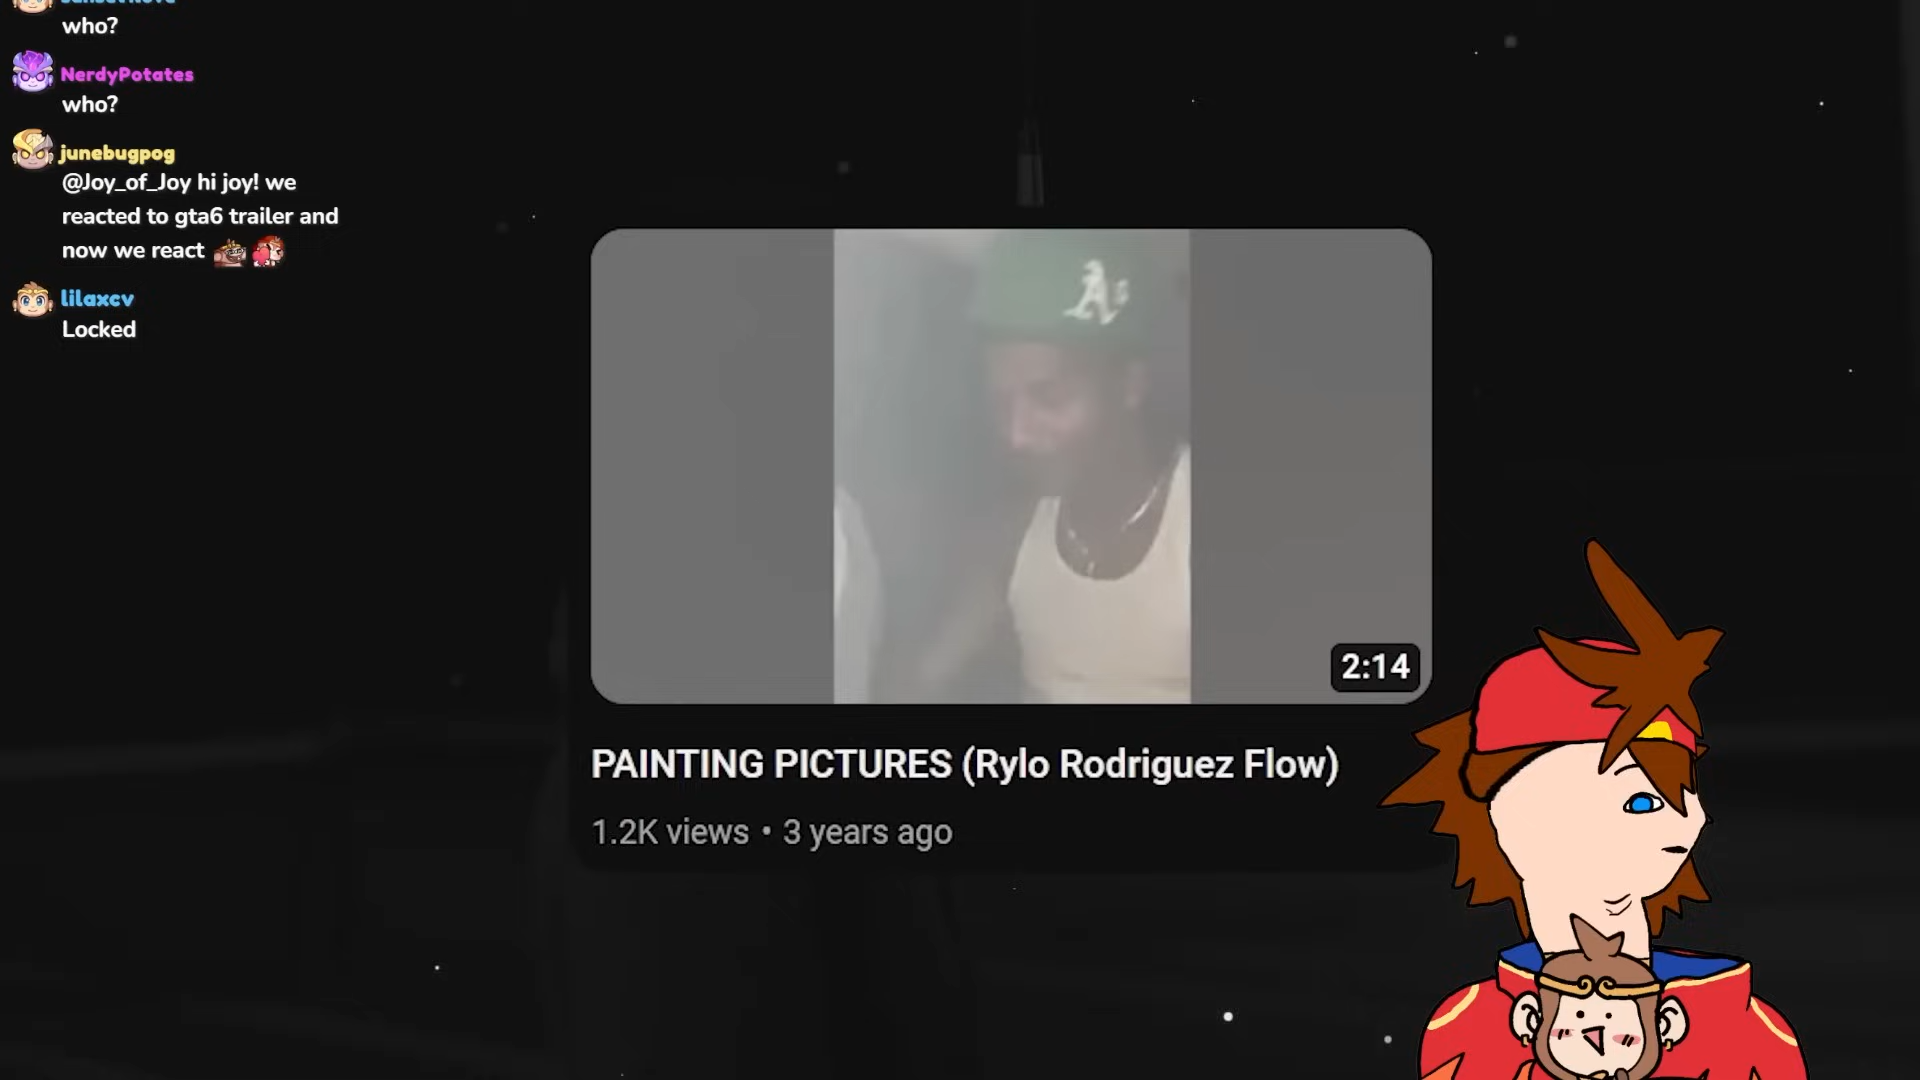 who?
NerdyPotates
who?
junebugpog
@Joy_of_Joy hi joy! we
reacted to gta6 trailer and
now we react
lilaxcv
Locked
A's
2:14
PAINTING PICTURES (Rylo Rodriguez Flow)
1.2K views • 3 years ago